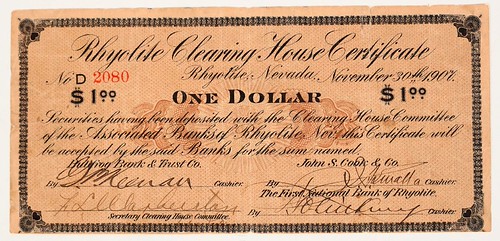 Rhyolite Clearing House Certificate
No D 2080 Rhyolite, Nevada, November 30th, 1907.
$1.00 ONE DOLLAR $1.00
Securities having been deposited with the Clearing House Committee
of the Associated Banks of Rhyolite, Nev., this Certificate will
be accepted by the said Banks for the sum named.
Bank & Trust Co. John S. Cook & Co.
By Cashier. By Cashier.
The First National Bank of Rhyolite,
Secretary Clearing House Committee. By Cashier.